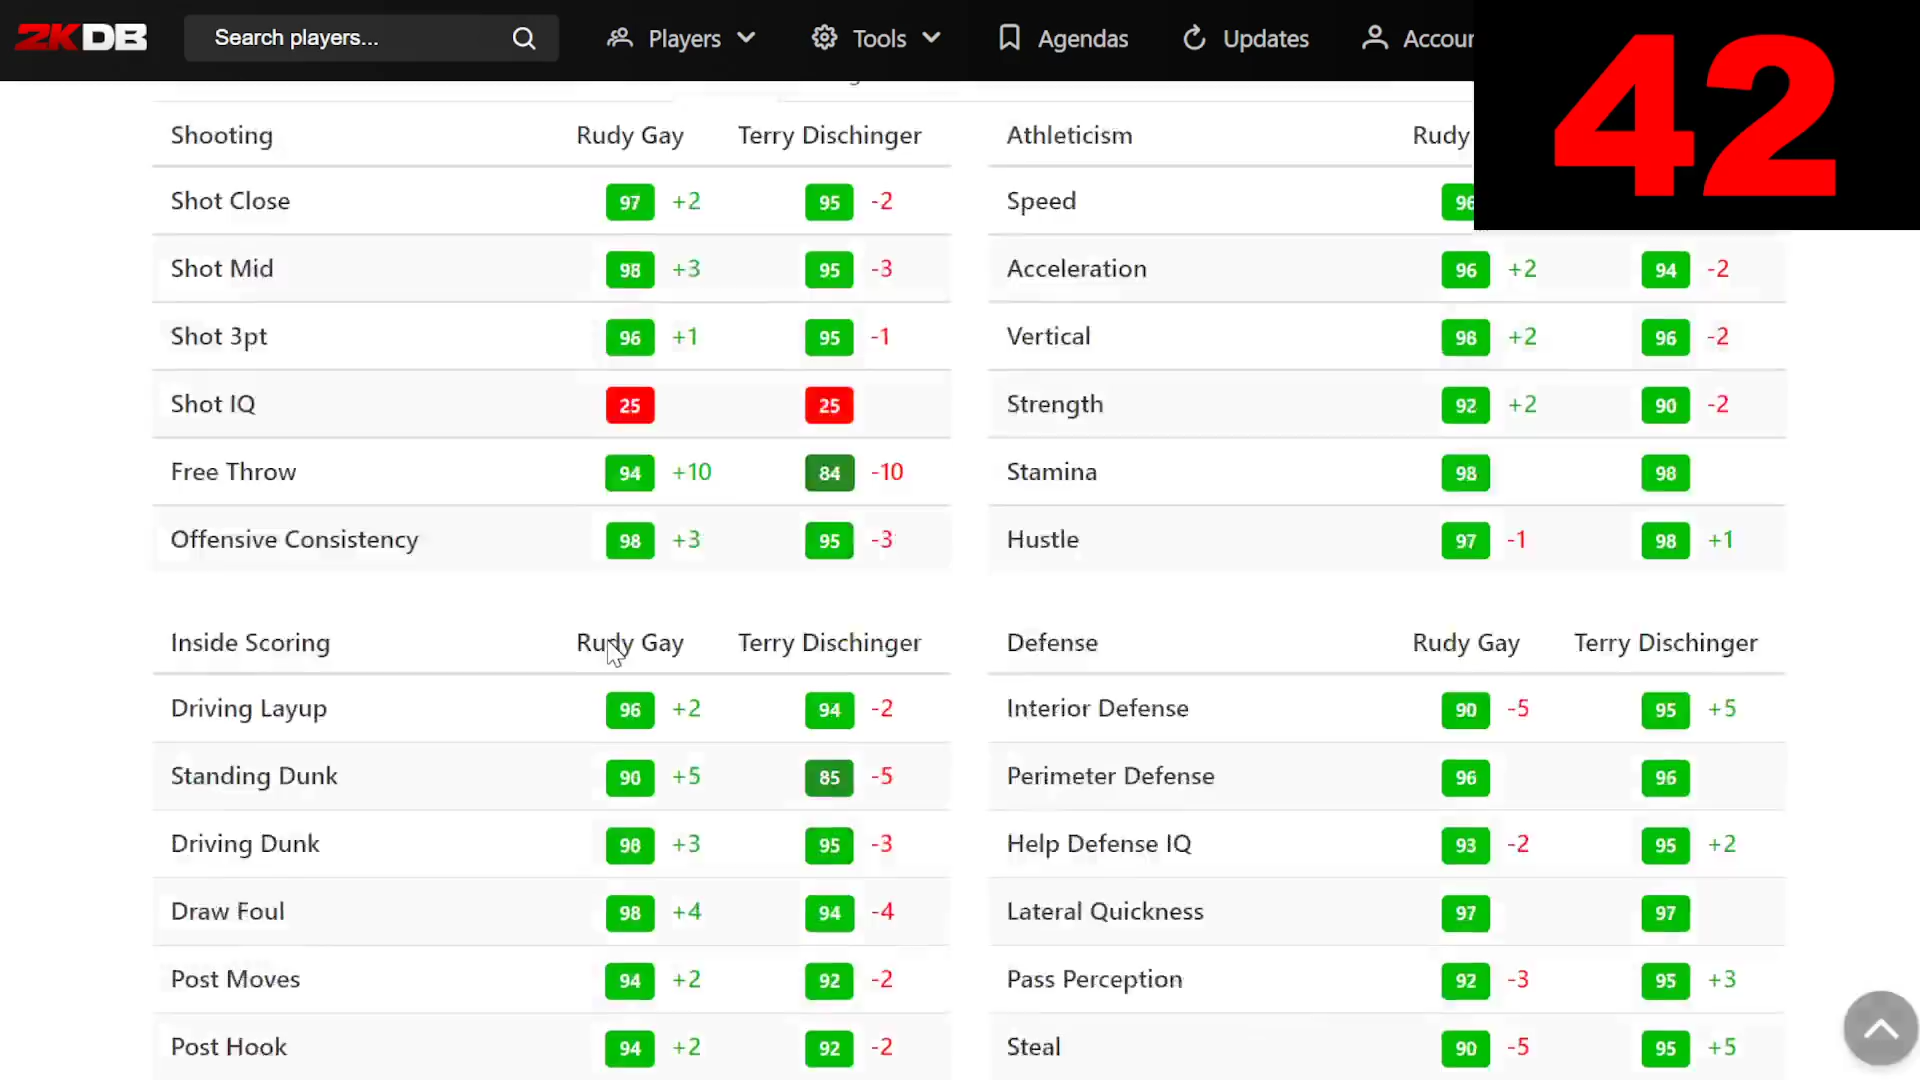 2KDB Search players... Players Tools Agendas Updates Accour
42
Shooting Rudy Gay Terry Dischinger
Shot Close 97 +2 95 -2
Shot Mid 98 +3 95 -3
Shot 3pt 96 +1 95 -1
Shot IQ 25 25
Free Throw 94 +10 84 -10
Offensive Consistency 98 +3 95 -3
Athleticism Rudy
Speed 96
Acceleration 96 +2 94 -2
Vertical 98 +2 96 -2
Strength 92 +2 90 -2
Stamina 98 98
Hustle 97 -1 98 +1
Inside Scoring Rudy Gay Terry Dischinger
Driving Layup 96 +2 94 -2
Standing Dunk 90 +5 85 -5
Driving Dunk 98 +3 95 -3
Draw Foul 98 +4 94 -4
Post Moves 94 +2 92 -2
Post Hook 94 +2 92 -2
Defense Rudy Gay Terry Dischinger
Interior Defense 90 -5 95 +5
Perimeter Defense 96 96
Help Defense IQ 93 -2 95 +2
Lateral Quickness 97 97
Pass Perception 92 -3 95 +3
Steal 90 -5 95 +5